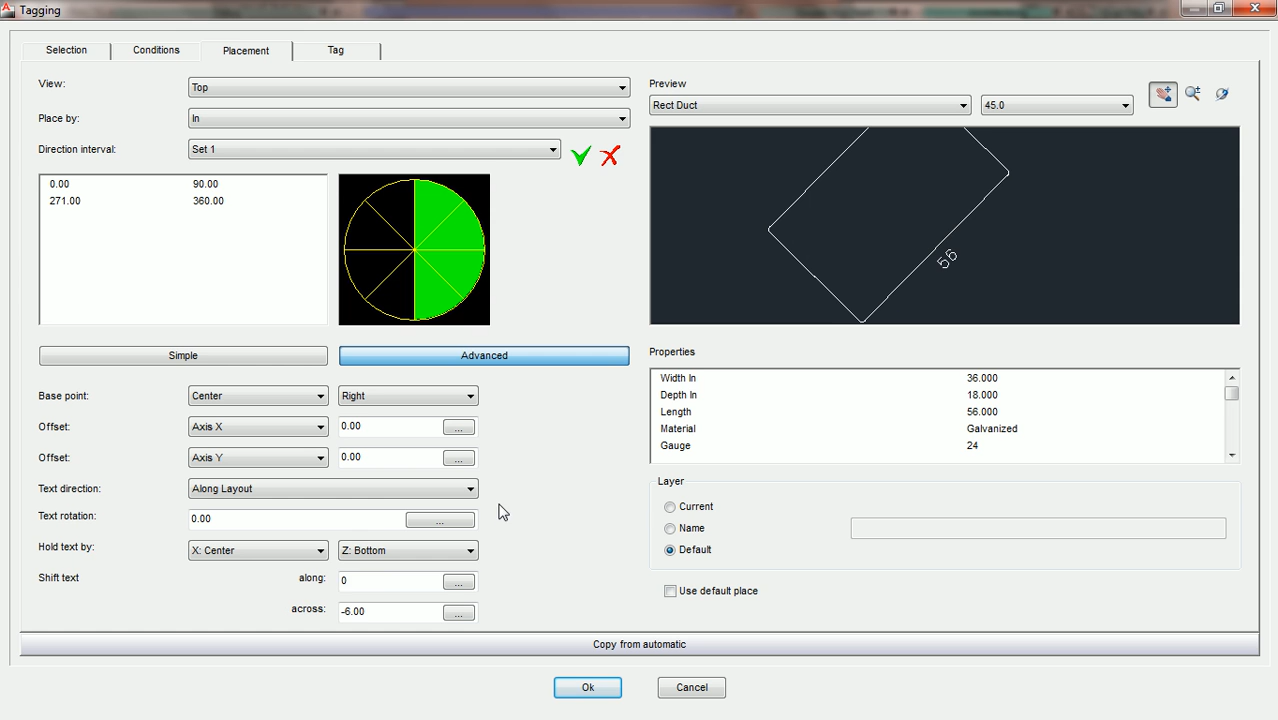 Tagging
Selection
Conditions
Placement
Tag
View:
Top
Place by:
In
Direction interval:
Set 1
0.00 90.00
271.00 360.00
Simple
Advanced
Base point:
Center
Right
Offset:
Axis X
0.00
...
Offset:
Axis Y
0.00
...
Text direction:
Along Layout
Text rotation:
0.00
...
Hold text by:
X: Center
Z: Bottom
Shift text
along:
0
...
across:
-6.00
...
Preview
Rect Duct
45.0
56
Properties
Width In 36.000
Depth In 18.000
Length 56.000
Material Galvanized
Gauge 24
Layer
Current
Name
Default
Use default place
Copy from automatic
Ok
Cancel